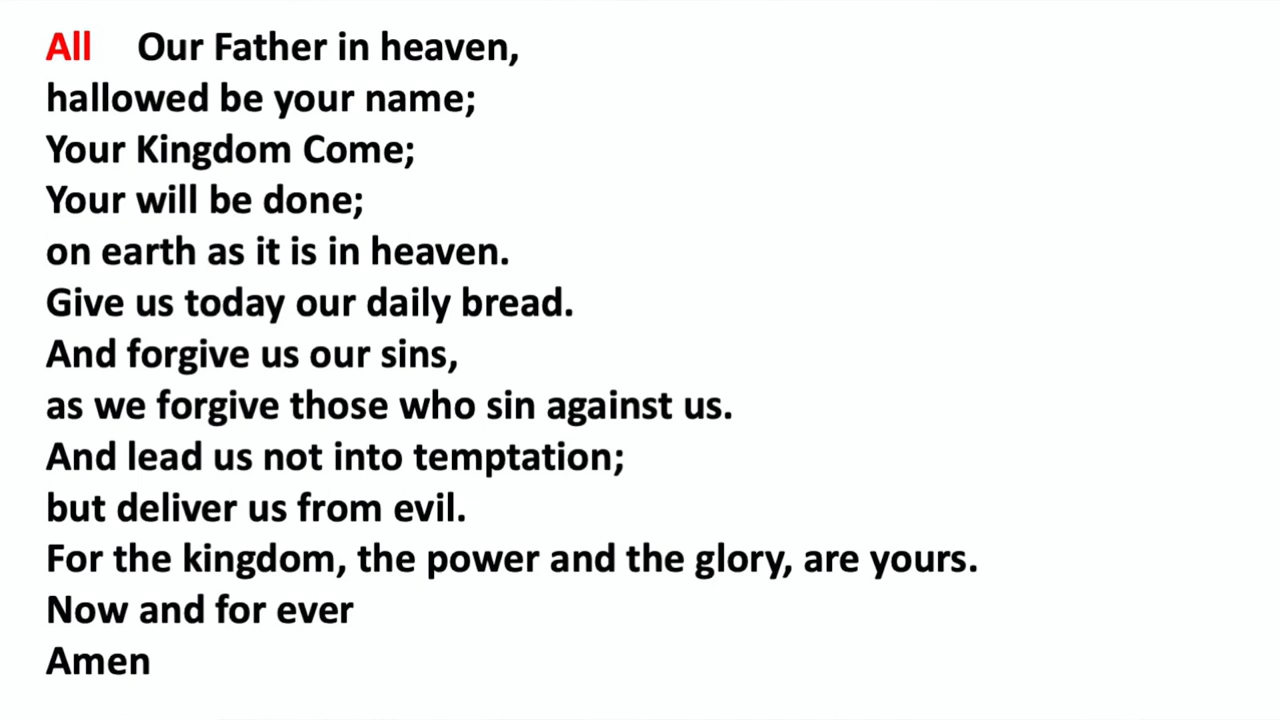 All Our Father in heaven,
hallowed be your name;
Your Kingdom Come;
Your will be done;
on earth as it is in heaven.
Give us today our daily bread.
And forgive us our sins,
as we forgive those who sin against us.
And lead us not into temptation;
but deliver us from evil.
For the kingdom, the power and the glory, are yours.
Now and for ever
Amen